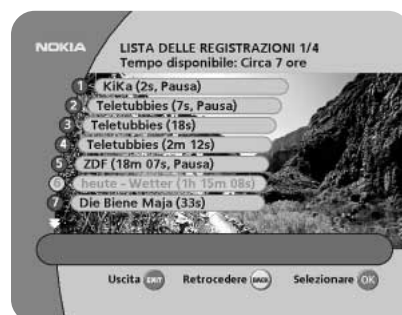 NOKIA
LISTA DELLE REGISTRAZIONI 1/4
Tempo disponibile: Circa 7 ore
1 KiKa (2s, Pausa)
2 Teletubbies (7s, Pausa)
3 Teletubbies (18s)
4 Teletubbies (2m 12s)
5 ZDF (18m 07s, Pausa)
6 heute - Wetter (1h 15m 08s)
7 Die Biene Maja (33s)
Uscita EXIT Retrocedere BACK Selezionare OK